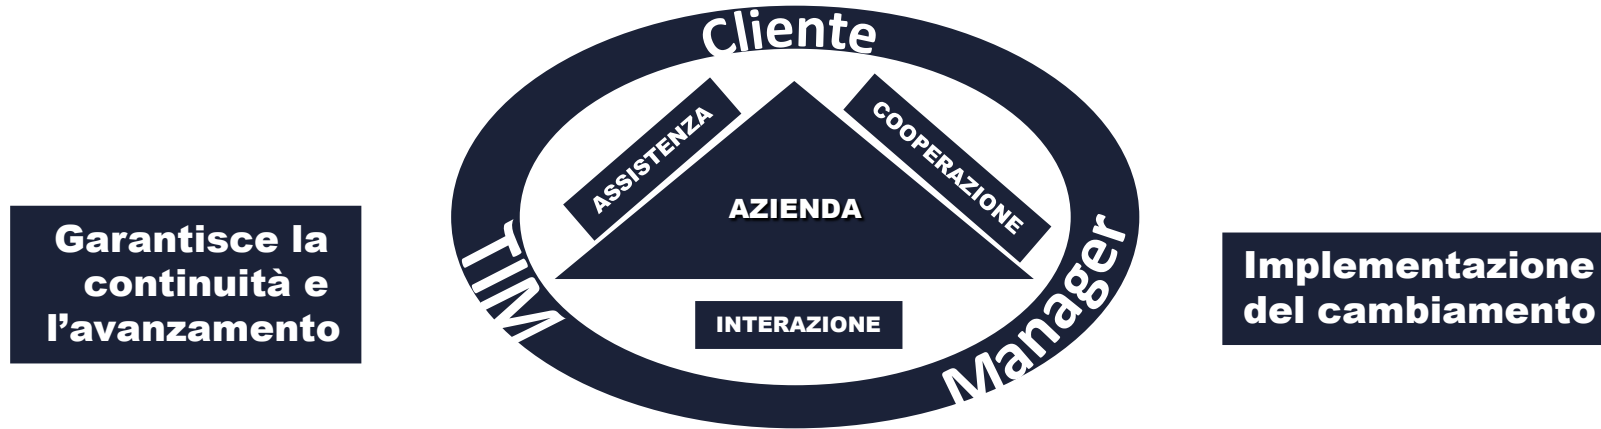 Cliente
ASSISTENZA
COOPERAZIONE
AZIENDA
TIM
Manager
INTERAZIONE
Garantisce la
continuità e
l’avanzamento
Implementazione
del cambiamento